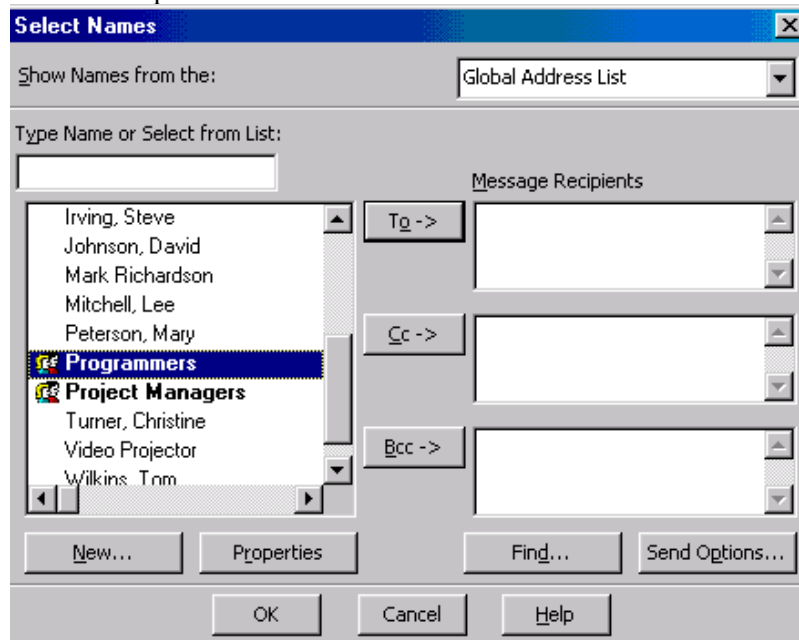 Select Names
Show Names from the:
Global Address List
Type Name or Select from List:
Message Recipients
Irving, Steve
Johnson, David
Mark Richardson
Mitchell, Lee
Peterson, Mary
Programmers
Project Managers
Turner, Christine
Video Projector
Wilkins, Tom
To ->
Cc ->
Bcc ->
New...
Properties
Find...
Send Options...
OK
Cancel
Help